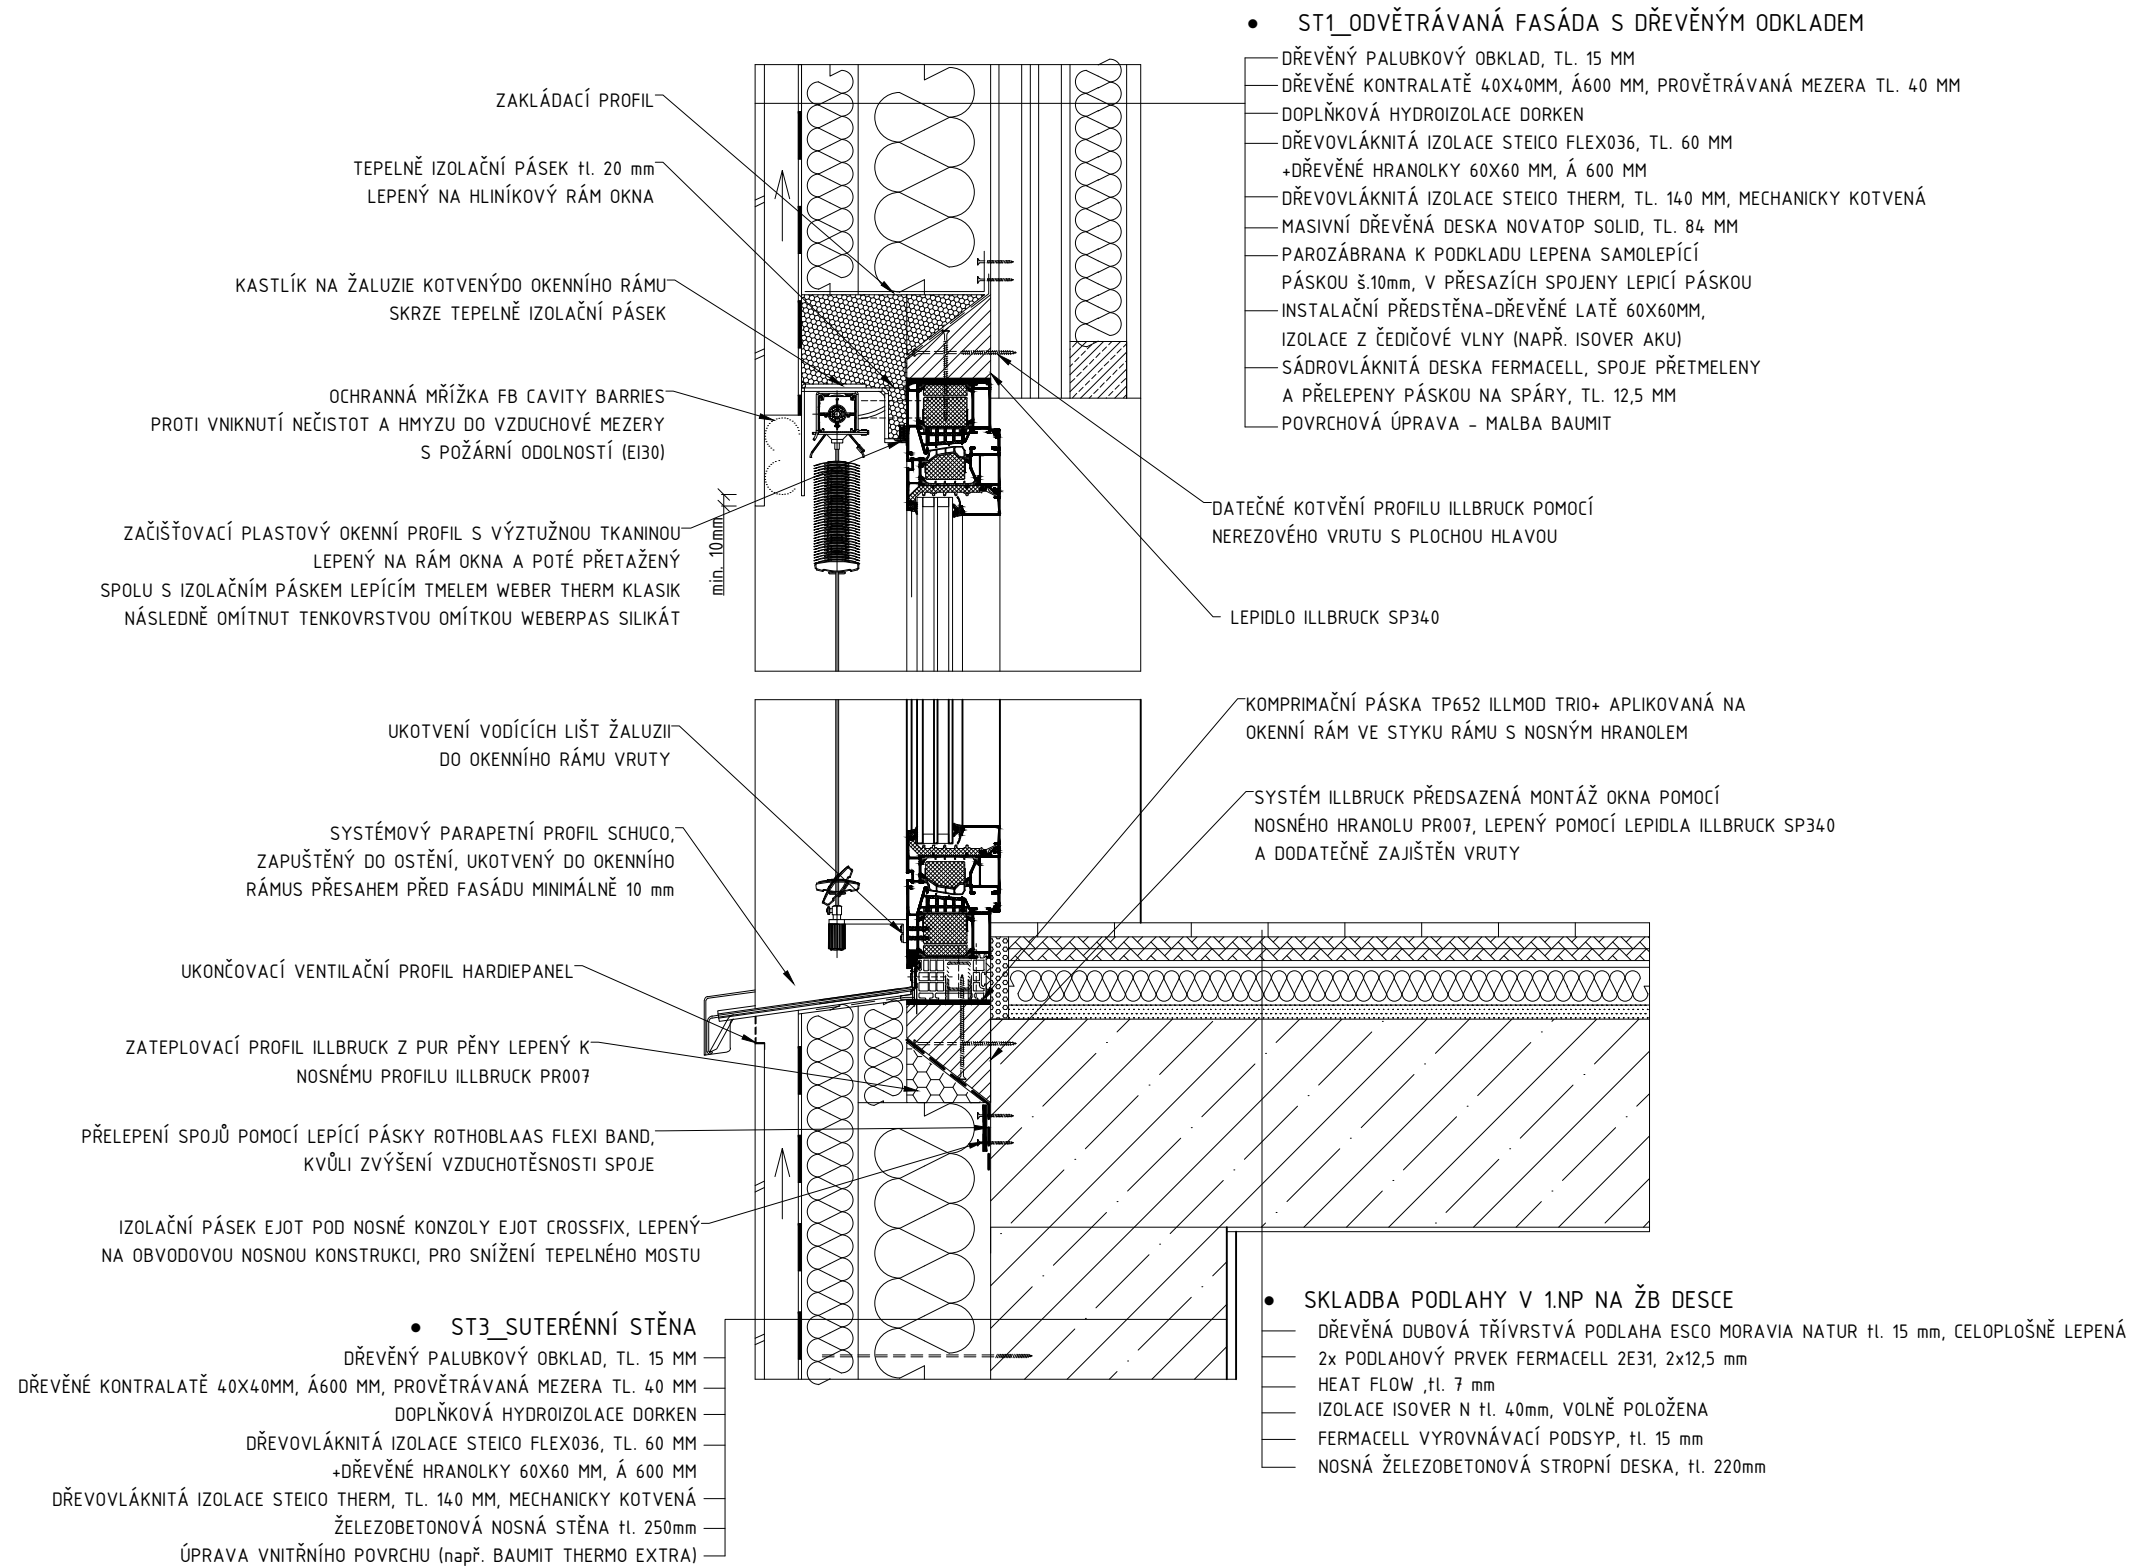 • ST1_ODVĚTRÁVANÁ FASÁDA S DŘEVĚNÝM ODKLADEM
DŘEVĚNÝ PALUBKOVÝ OBKLAD, TL. 15 MM
DŘEVĚNÉ KONTRALATĚ 40X40MM, Á600 MM, PROVĚTRÁVANÁ MEZERA TL. 40 MM
DOPLŇKOVÁ HYDROIZOLACE DORKEN
DŘEVOVLÁKNITÁ IZOLACE STEICO FLEX036, TL. 60 MM
+DŘEVĚNÉ HRANOLKY 60X60 MM, Á 600 MM
DŘEVOVLÁKNITÁ IZOLACE STEICO THERM, TL. 140 MM, MECHANICKY KOTVENÁ
MASIVNÍ DŘEVĚNÁ DESKA NOVATOP SOLID, TL. 84 MM
PAROZÁBRANA K PODKLADU LEPENA SAMOLEPÍCÍ
PÁSKOU š.10mm, V PŘESAZÍCH SPOJENY LEPICÍ PÁSKOU
INSTALAČNÍ PŘEDSTĚNA-DŘEVĚNÉ LATĚ 60X60MM,
IZOLACE Z ČEDIČOVÉ VLNY (NAPŘ. ISOVER AKU)
SÁDROVLÁKNITÁ DESKA FERMACELL, SPOJE PŘETMELENY
A PŘELEPENY PÁSKOU NA SPÁRY, TL. 12,5 MM
POVRCHOVÁ ÚPRAVA - MALBA BAUMIT
ZAKLÁDACÍ PROFIL
TEPELNĚ IZOLAČNÍ PÁSEK tl. 20 mm
LEPENÝ NA HLINÍKOVÝ RÁM OKNA
KASTLÍK NA ŽALUZIE KOTVENÝDO OKENNÍHO RÁMU
SKRZE TEPELNĚ IZOLAČNÍ PÁSEK
OCHRANNÁ MŘÍŽKA FB CAVITY BARRIES
PROTI VNIKNUTÍ NEČISTOT A HMYZU DO VZDUCHOVÉ MEZERY
S POŽÁRNÍ ODOLNOSTÍ (EI30)
ZAČIŠŤOVACÍ PLASTOVÝ OKENNÍ PROFIL S VÝZTUŽNOU TKANINOU
LEPENÝ NA RÁM OKNA A POTÉ PŘETAŽENÝ
SPOLU S IZOLAČNÍM PÁSKEM LEPÍCÍM TMELEM WEBER THERM KLASIK
NÁSLEDNĚ OMÍTNUT TENKOVRSTVOU OMÍTKOU WEBERPAS SILIKÁT
min. 10mm
DATEČNÉ KOTVĚNÍ PROFILU ILLBRUCK POMOCÍ
NEREZOVÉHO VRUTU S PLOCHOU HLAVOU
LEPIDLO ILLBRUCK SP340
UKOTVENÍ VODÍCÍCH LIŠT ŽALUZII
DO OKENNÍHO RÁMU VRUTY
SYSTÉMOVÝ PARAPETNÍ PROFIL SCHUCO,
ZAPUŠTĚNÝ DO OSTĚNÍ, UKOTVENÝ DO OKENNÍHO
RÁMUS PŘESAHEM PŘED FASÁDU MINIMÁLNĚ 10 mm
UKONČOVACÍ VENTILAČNÍ PROFIL HARDIEPANEL
ZATEPLOVACÍ PROFIL ILLBRUCK Z PUR PĚNY LEPENÝ K
NOSNÉMU PROFILU ILLBRUCK PR007
PŘELEPENÍ SPOJŮ POMOCÍ LEPÍCÍ PÁSKY ROTHOBLAAS FLEXI BAND,
KVŮLI ZVÝŠENÍ VZDUCHOTĚSNOSTI SPOJE
IZOLAČNÍ PÁSEK EJOT POD NOSNÉ KONZOLY EJOT CROSSFIX, LEPENÝ
NA OBVODOVOU NOSNOU KONSTRUKCI, PRO SNÍŽENÍ TEPELNÉHO MOSTU
KOMPRIMAČNÍ PÁSKA TP652 ILLMOD TRIO+ APLIKOVANÁ NA
OKENNÍ RÁM VE STYKU RÁMU S NOSNÝM HRANOLEM
SYSTÉM ILLBRUCK PŘEDSAZENÁ MONTÁŽ OKNA POMOCÍ
NOSNÉHO HRANOLU PR007, LEPENÝ POMOCÍ LEPIDLA ILLBRUCK SP340
A DODATEČNĚ ZAJIŠTĚN VRUTY
• ST3_SUTERÉNNÍ STĚNA
DŘEVĚNÝ PALUBKOVÝ OBKLAD, TL. 15 MM
DŘEVĚNÉ KONTRALATĚ 40X40MM, Á600 MM, PROVĚTRÁVANÁ MEZERA TL. 40 MM
DOPLŇKOVÁ HYDROIZOLACE DORKEN
DŘEVOVLÁKNITÁ IZOLACE STEICO FLEX036, TL. 60 MM
+DŘEVĚNÉ HRANOLKY 60X60 MM, Á 600 MM
DŘEVOVLÁKNITÁ IZOLACE STEICO THERM, TL. 140 MM, MECHANICKY KOTVENÁ
ŽELEZOBETONOVÁ NOSNÁ STĚNA tl. 250mm
ÚPRAVA VNITŘNÍHO POVRCHU (např. BAUMIT THERMO EXTRA)
• SKLADBA PODLAHY V 1.NP NA ŽB DESCE
DŘEVĚNÁ DUBOVÁ TŘÍVRSTVÁ PODLAHA ESCO MORAVIA NATUR tl. 15 mm, CELOPLOŠNĚ LEPENÁ
2x PODLAHOVÝ PRVEK FERMACELL 2E31, 2x12,5 mm
HEAT FLOW ,tl. 7 mm
IZOLACE ISOVER N tl. 40mm, VOLNĚ POLOŽENA
FERMACELL VYROVNÁVACÍ PODSYP, tl. 15 mm
NOSNÁ ŽELEZOBETONOVÁ STROPNÍ DESKA, tl. 220mm